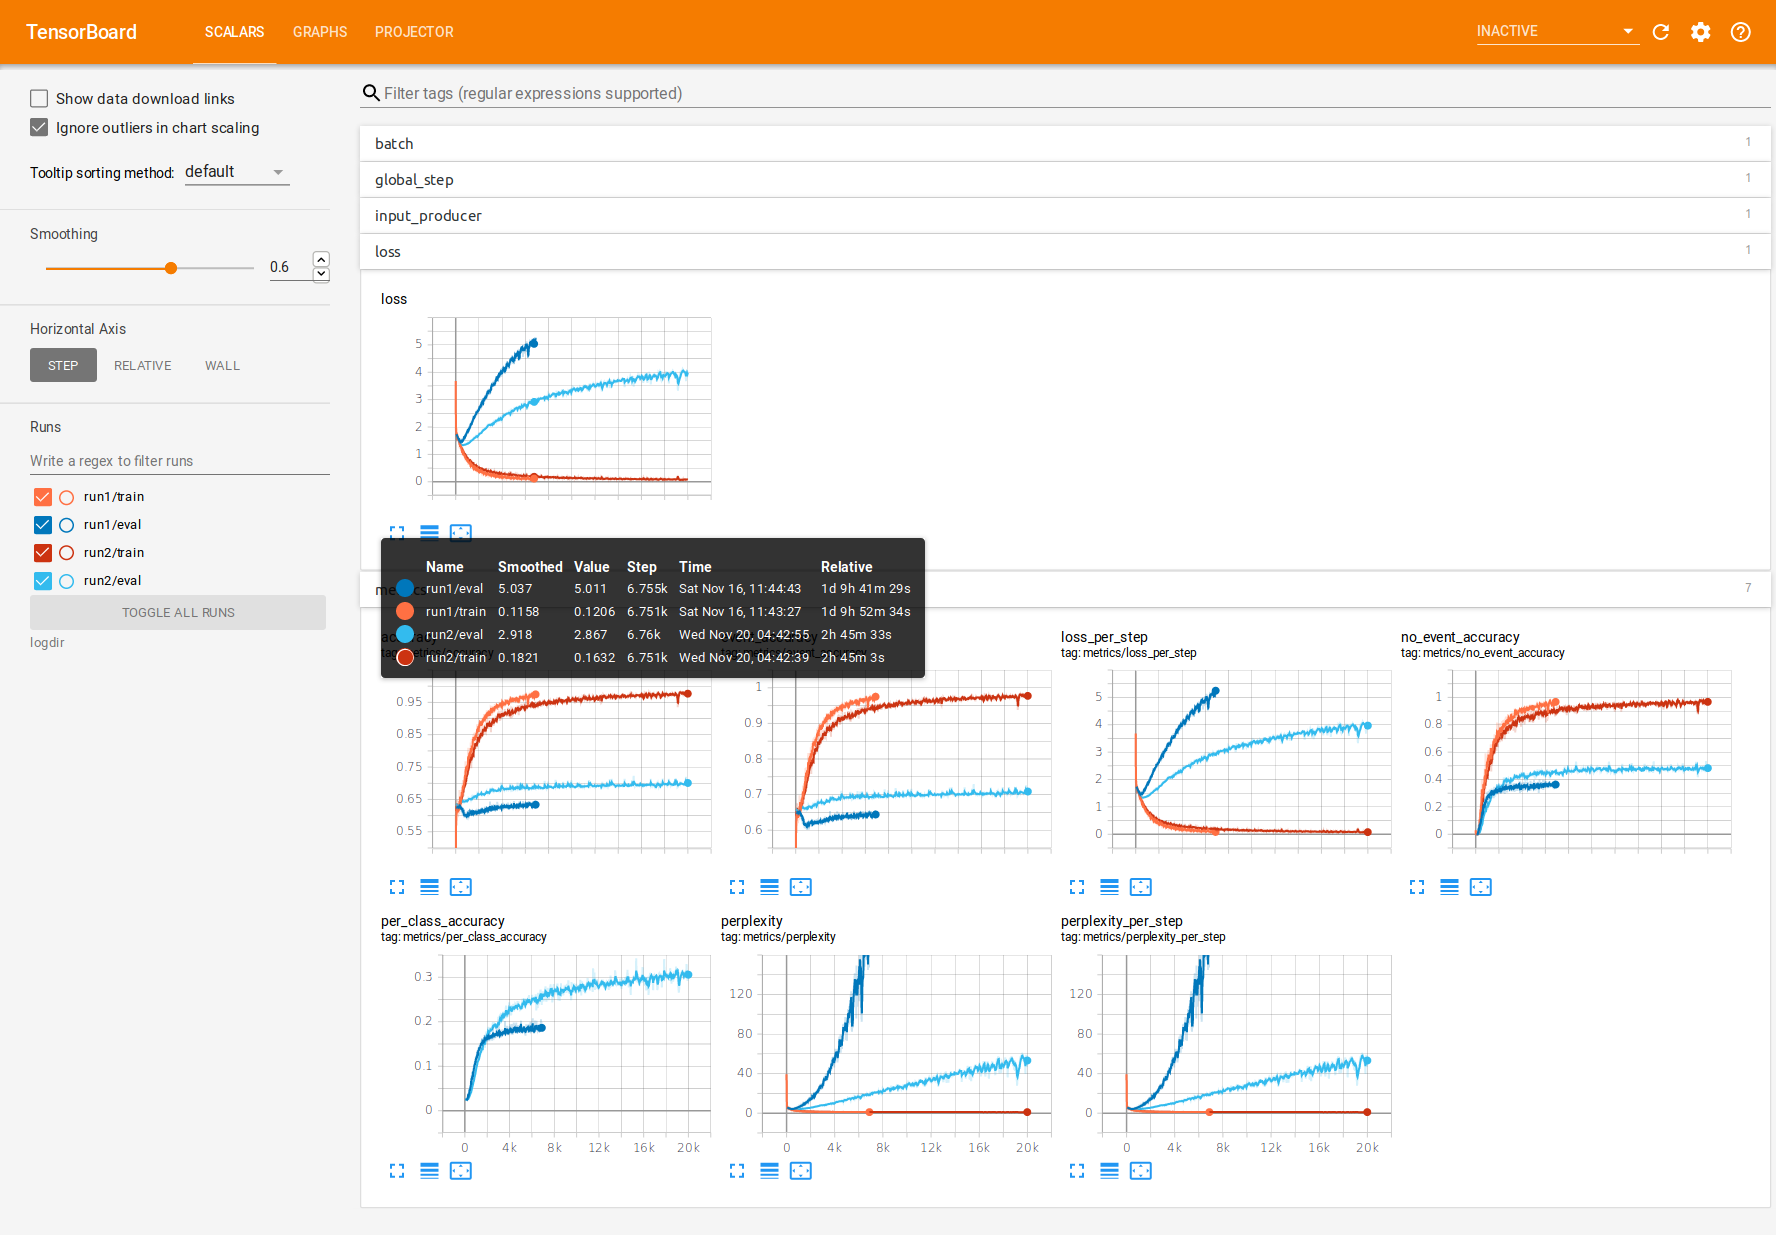 TensorBoard SCALARS GRAPHS PROJECTOR INACTIVE
Show data download links
Ignore outliers in chart scaling
Tooltip sorting method: default
Smoothing
0.6
Horizontal Axis
STEP RELATIVE WALL
Runs
Write a regex to filter runs
run1/train
run1/eval
run2/train
run2/eval
TOGGLE ALL RUNS
logdir
Filter tags (regular expressions supported)
batch 1
global_step 1
input_producer 1
loss 1
loss
5
4
3
2
1
0
metrics 7
Name Smoothed Value Step Time Relative
run1/eval 5.037 5.011 6.755k Sat Nov 16, 11:44:43 1d 9h 41m 29s
run1/train 0.1158 0.1206 6.751k Sat Nov 16, 11:43:27 1d 9h 52m 34s
run2/eval 2.918 2.867 6.76k Wed Nov 20, 04:42:55 2h 45m 33s
run2/train 0.1821 0.1632 6.751k Wed Nov 20, 04:42:39 2h 45m 3s
0.95
0.85
0.75
0.65
0.55
1
0.9
0.8
0.7
0.6
loss_per_step
tag: metrics/loss_per_step
5
4
3
2
1
0
no_event_accuracy
tag: metrics/no_event_accuracy
1
0.8
0.6
0.4
0.2
0
per_class_accuracy
tag: metrics/per_class_accuracy
0.3
0.2
0.1
0
0 4k 8k 12k 16k 20k
perplexity
tag: metrics/perplexity
120
80
40
0
0 4k 8k 12k 16k 20k
perplexity_per_step
tag: metrics/perplexity_per_step
120
80
40
0
0 4k 8k 12k 16k 20k